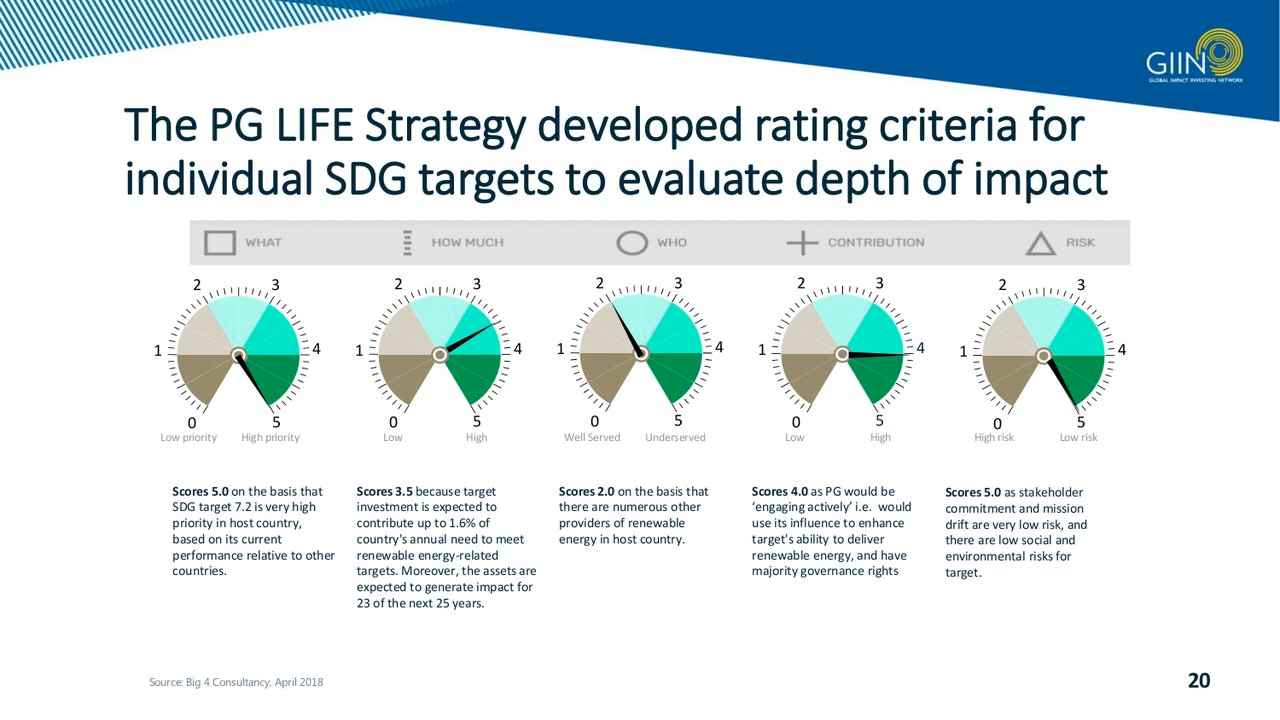 GIIN
GLOBAL IMPACT INVESTING NETWORK
The PG LIFE Strategy developed rating criteria for
individual SDG targets to evaluate depth of impact
WHAT
HOW MUCH
WHO
CONTRIBUTION
RISK
2 3
1 4
0 5
Low priority High priority
2 3
1 4
0 5
Low High
2 3
1 4
0 5
Well Served Underserved
2 3
1 4
0 5
Low High
2 3
1 4
0 5
High risk Low risk
Scores 5.0 on the basis that
SDG target 7.2 is very high
priority in host country,
based on its current
performance relative to other
countries.
Scores 3.5 because target
investment is expected to
contribute up to 1.6% of
country's annual need to meet
renewable energy-related
targets. Moreover, the assets are
expected to generate impact for
23 of the next 25 years.
Scores 2.0 on the basis that
there are numerous other
providers of renewable
energy in host country.
Scores 4.0 as PG would be
‘engaging actively’ i.e. would
use its influence to enhance
target's ability to deliver
renewable energy, and have
majority governance rights
Scores 5.0 as stakeholder
commitment and mission
drift are very low risk, and
there are low social and
environmental risks for
target.
Source: Big 4 Consultancy, April 2018
20